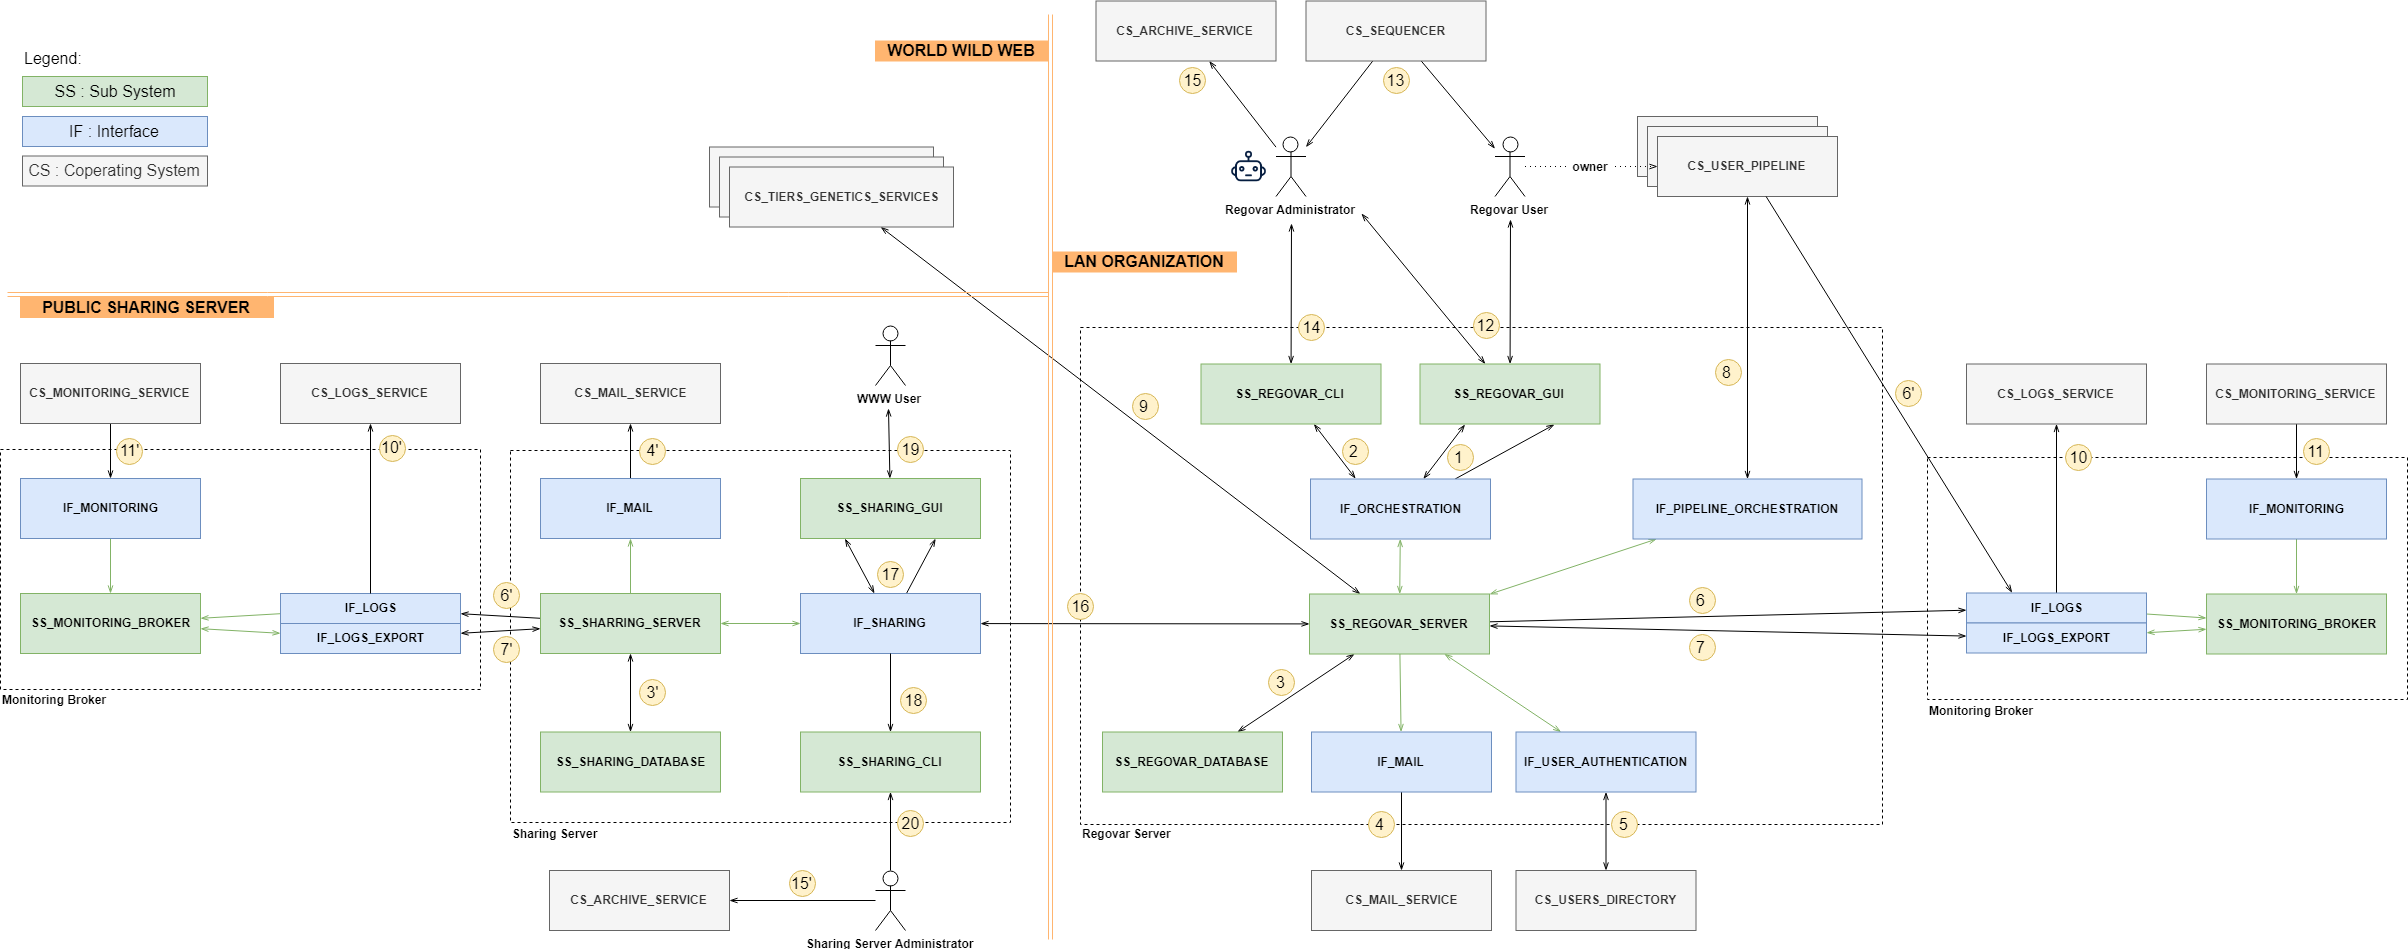 Legend:
SS : Sub System
IF : Interface
CS : Coperating System
WORLD WILD WEB
CS_ARCHIVE_SERVICE
CS_SEQUENCER
15
13
CS_TIERS_GENETICS_SERVICES
Regovar Administrator
Regovar User
owner
CS_USER_PIPELINE
LAN ORGANIZATION
PUBLIC SHARING SERVER
CS_MONITORING_SERVICE
CS_LOGS_SERVICE
CS_MAIL_SERVICE
WWW User
11'
10'
4'
19
IF_MONITORING
IF_MAIL
SS_SHARING_GUI
17
SS_MONITORING_BROKER
IF_LOGS
IF_LOGS_EXPORT
6'
7'
SS_SHARRING_SERVER
IF_SHARING
3'
18
Monitoring Broker
SS_SHARING_DATABASE
SS_SHARING_CLI
Sharing Server
20
CS_ARCHIVE_SERVICE
15'
Sharing Server Administrator
14
12
9
8
6'
SS_REGOVAR_CLI
SS_REGOVAR_GUI
2
1
IF_ORCHESTRATION
IF_PIPELINE_ORCHESTRATION
16
SS_REGOVAR_SERVER
6
7
3
SS_REGOVAR_DATABASE
IF_MAIL
IF_USER_AUTHENTICATION
Regovar Server
4
5
CS_MAIL_SERVICE
CS_USERS_DIRECTORY
CS_LOGS_SERVICE
CS_MONITORING_SERVICE
10
11
IF_MONITORING
IF_LOGS
IF_LOGS_EXPORT
SS_MONITORING_BROKER
Monitoring Broker